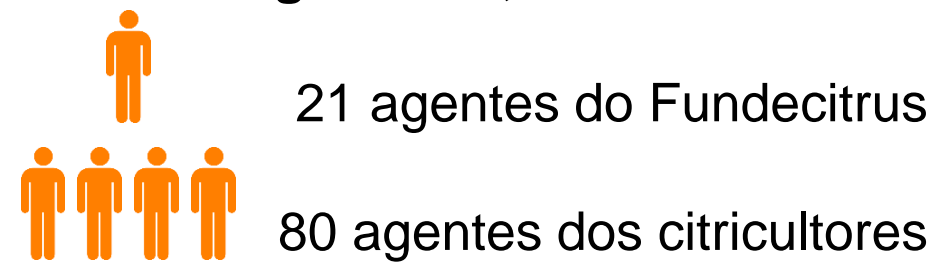 21 agentes do Fundecitrus
80 agentes dos citricultores